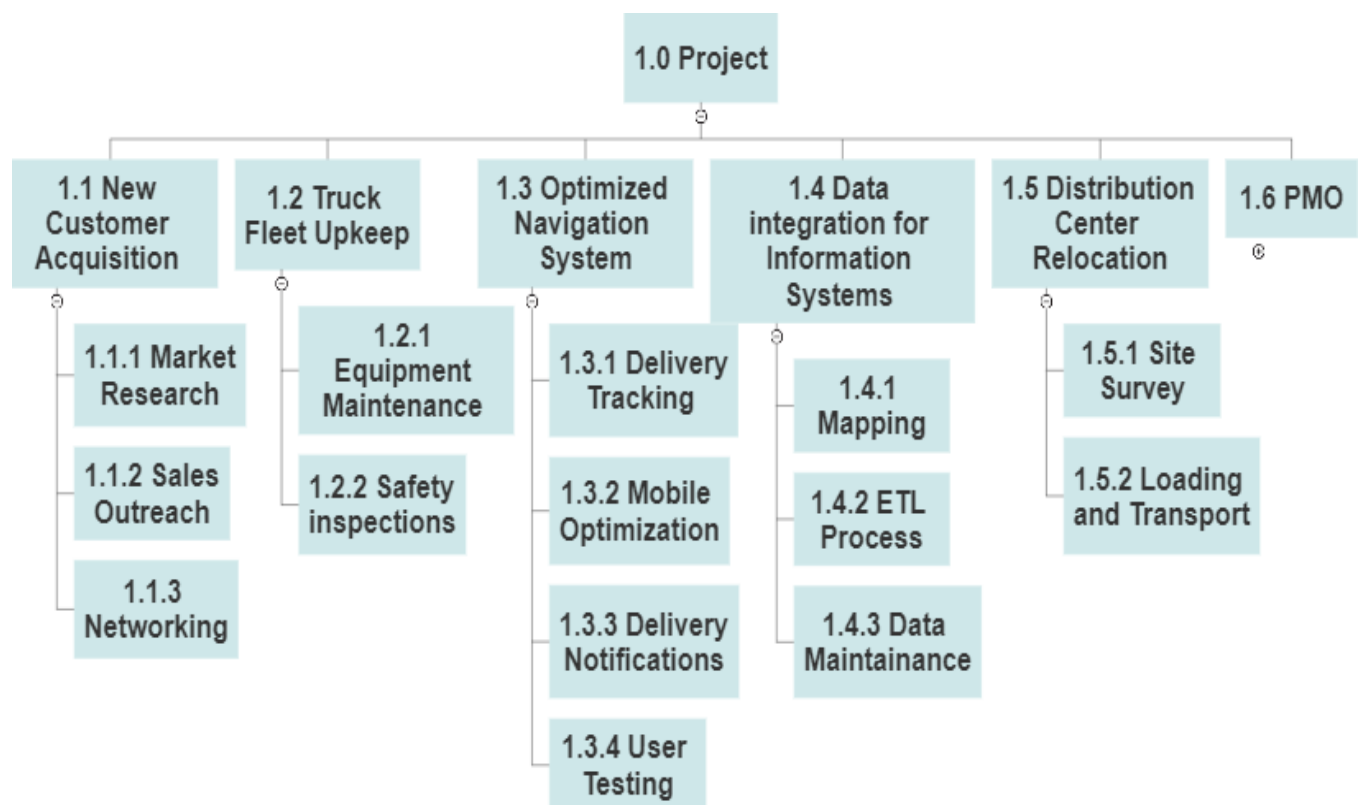 1.0 Project
1.1 New
Customer
Acquisition
1.2 Truck
Fleet Upkeep
1.3 Optimized
Navigation
System
1.4 Data
integration for
Information
Systems
1.5 Distribution
Center
Relocation
1.6 PMO
1.1.1 Market
Research
1.1.2 Sales
Outreach
1.1.3
Networking
1.2.1
Equipment
Maintenance
1.2.2 Safety
inspections
1.3.1 Delivery
Tracking
1.3.2 Mobile
Optimization
1.3.3 Delivery
Notifications
1.3.4 User
Testing
1.4.1
Mapping
1.4.2 ETL
Process
1.4.3 Data
Maintainance
1.5.1 Site
Survey
1.5.2 Loading
and Transport